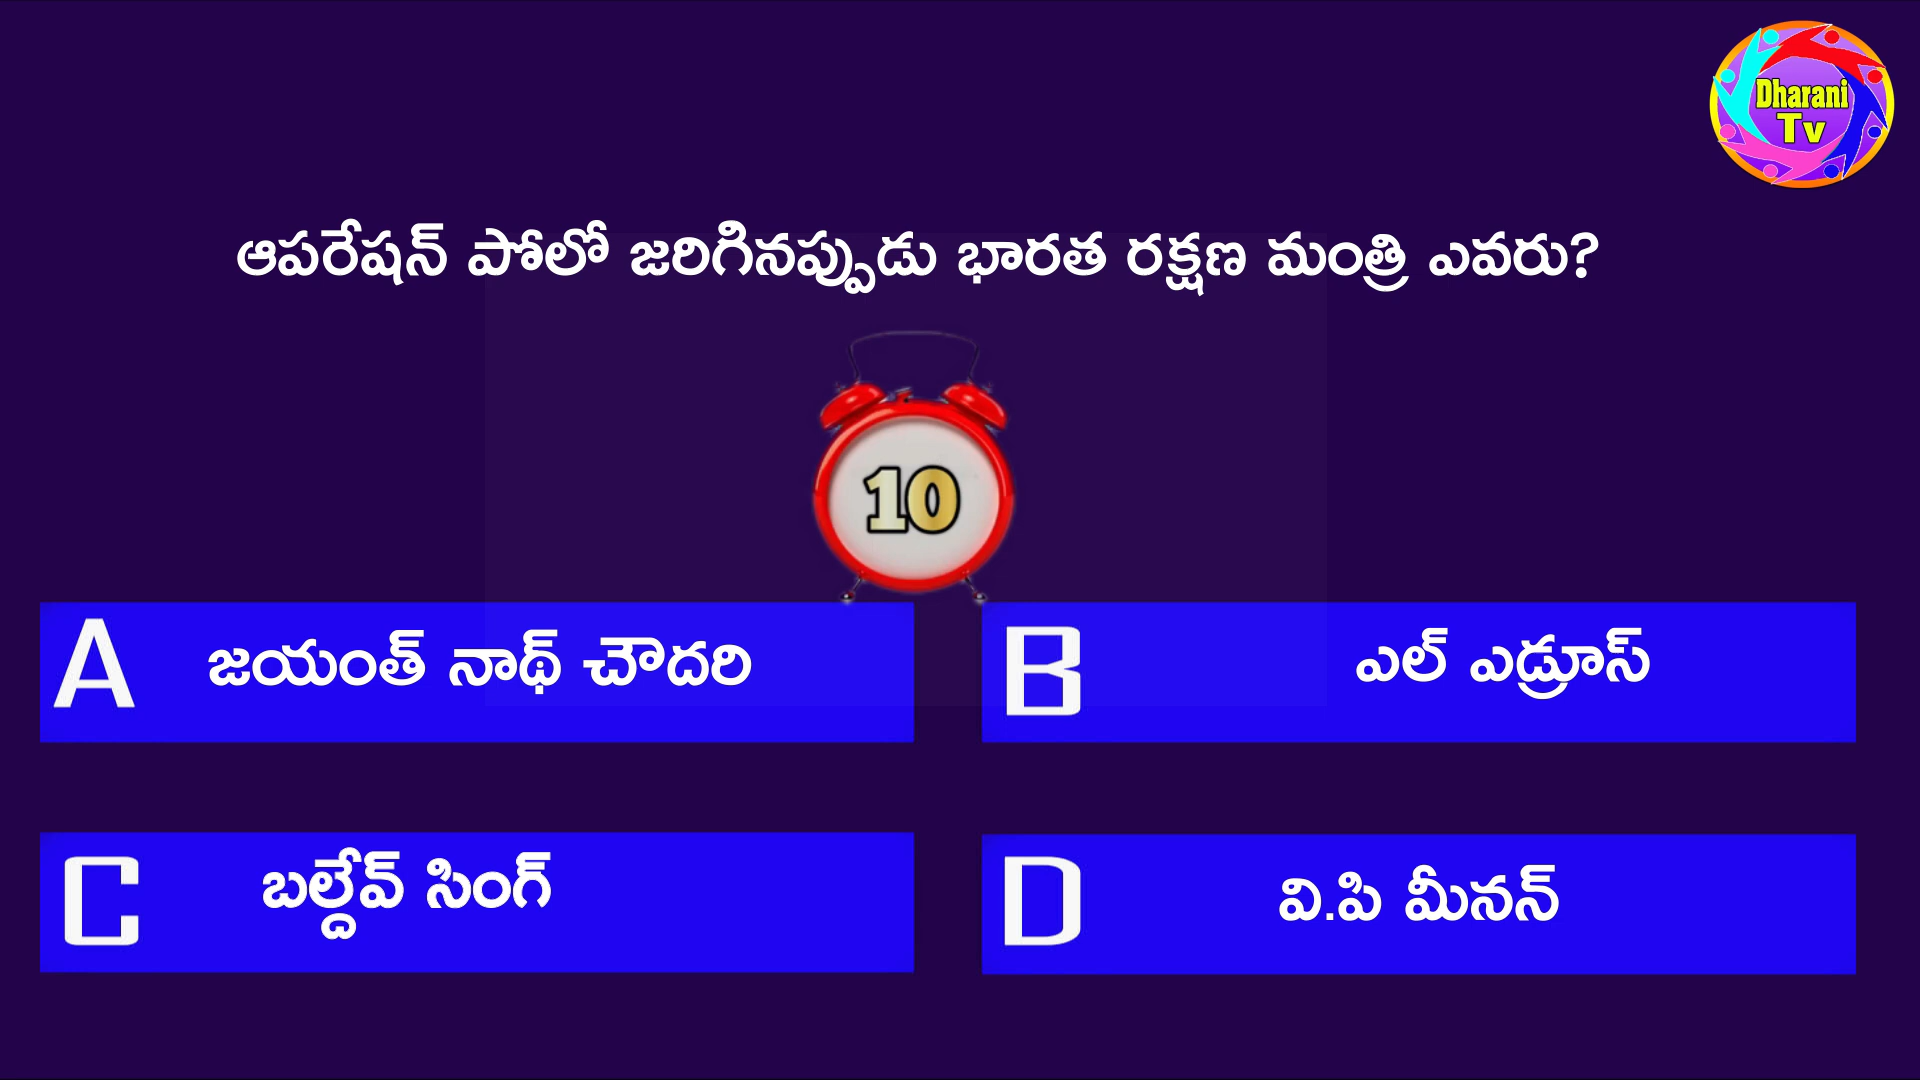 Dharani
Tv
ఆపరేషన్ పోలో జరిగినప్పుడు భారత రక్షణ మంత్రి ఎవరు?
10
A జయంత్ నాథ్ చౌదరి
B ఎల్ ఎడ్రూస్
C బల్దేవ్ సింగ్
D వి.పి మీనన్